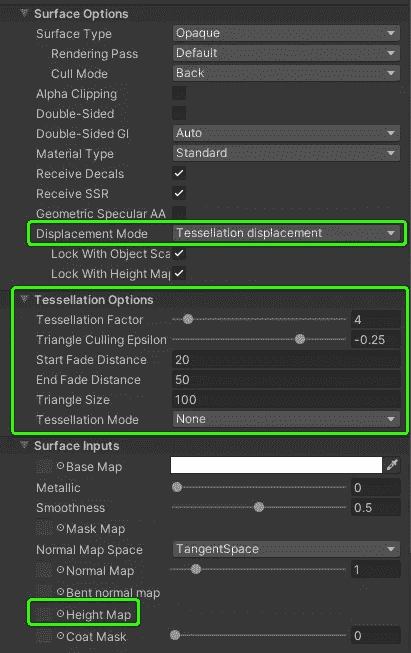 Surface Options
Surface Type Opaque
Rendering Pass Default
Cull Mode Back
Alpha Clipping
Double-Sided
Double-Sided GI Auto
Material Type Standard
Receive Decals
Receive SSR
Geometric Specular AA
Displacement Mode Tessellation displacement
Lock With Object Sca
Lock With Height Map
Tessellation Options
Tessellation Factor 4
Triangle Culling Epsilon -0.25
Start Fade Distance 20
End Fade Distance 50
Triangle Size 100
Tessellation Mode None
Surface Inputs
Base Map
Metallic 0
Smoothness 0.5
Mask Map
Normal Map Space TangentSpace
Normal Map 1
Bent normal map
Height Map
Coat Mask 0